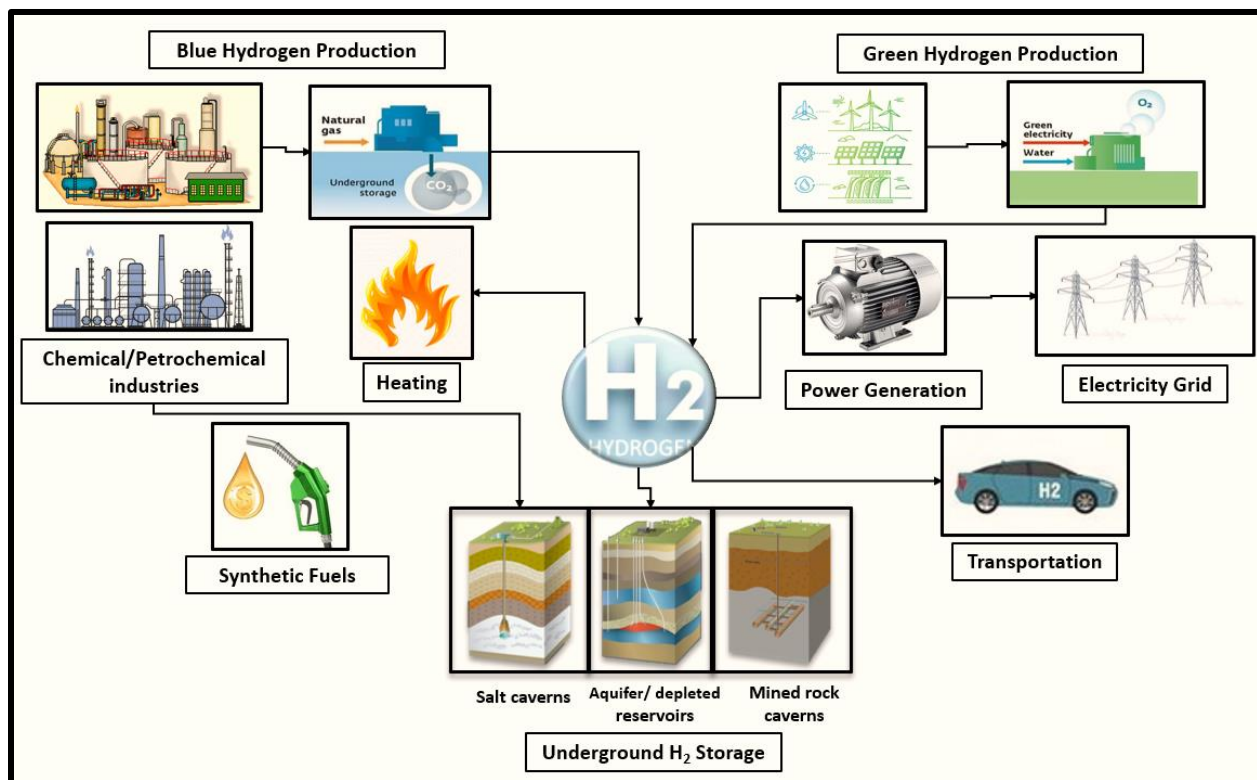 Blue Hydrogen Production
Green Hydrogen Production
Natural
gas
Underground
storage
CO₂
O₂
Green
electricity
Water
Chemical/Petrochemical
industries
Heating
H2
HYDROGEN
Power Generation
Electricity Grid
Synthetic Fuels
H2
Transportation
Salt caverns
Aquifer/ depleted
reservoirs
Mined rock
caverns
Underground H₂ Storage